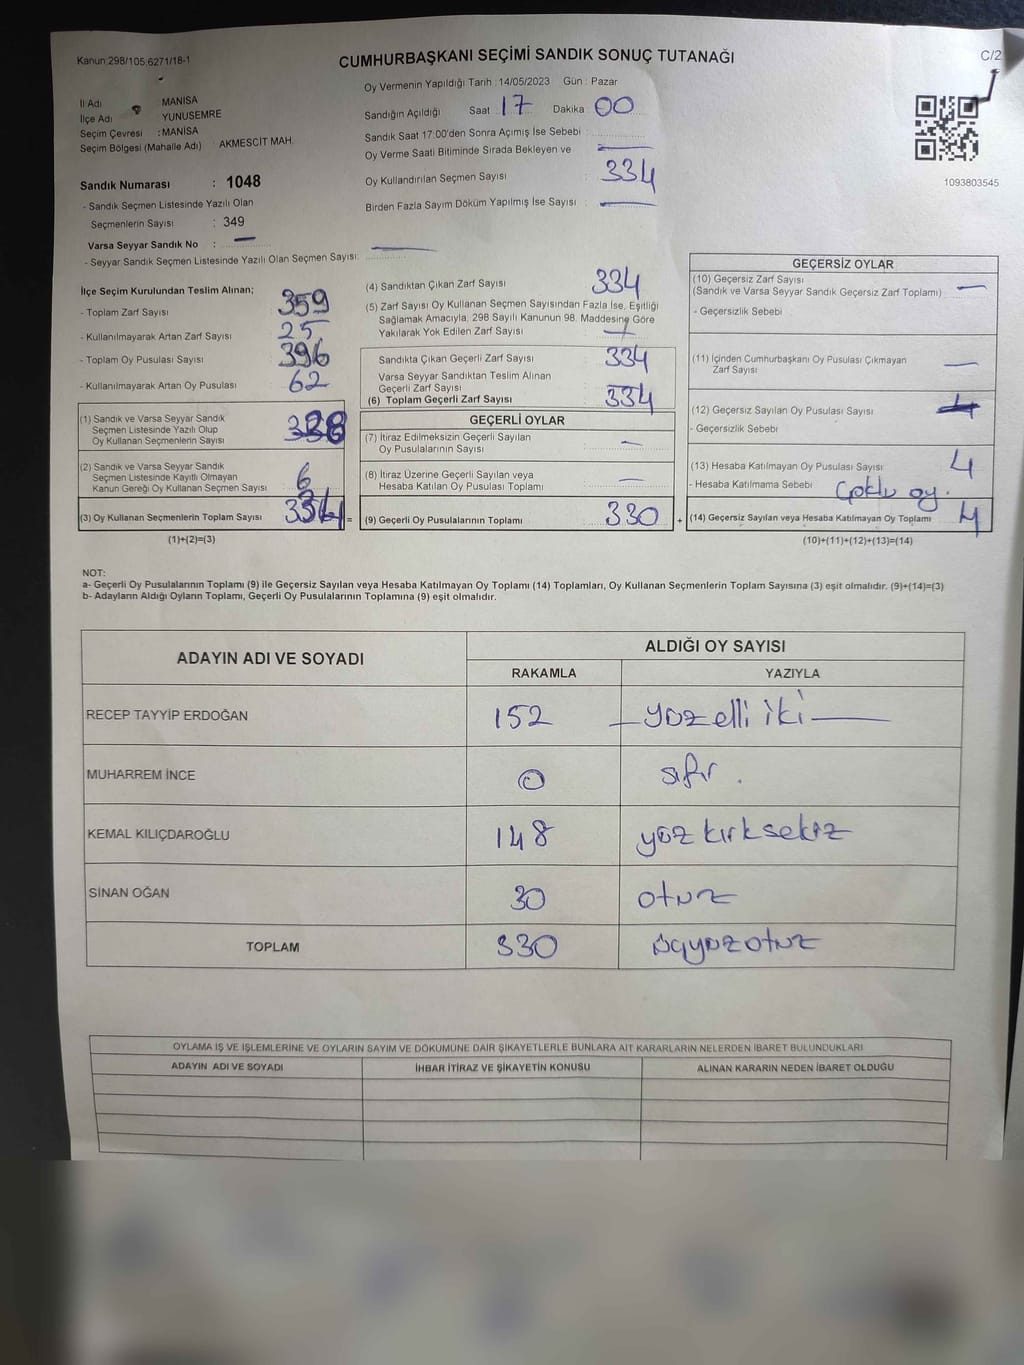 Kanun:298/105,6271/18-1
CUMHURBAŞKANI SEÇİMİ SANDIK SONUÇ TUTANAĞI
C/2
Oy Vermenin Yapıldığı Tarih :14/05/2023 Gün : Pazar
İl Adı : MANİSA
İlçe Adı : YUNUSEMRE
Seçim Çevresi : MANİSA
Seçim Bölgesi (Mahalle Adı) : AKMESCİT MAH.
Sandığın Açıldığı Saat 17 Dakika 00
Sandık Saat 17:00'den Sonra Açımış İse Sebebi :
Oy Verme Saati Bitiminde Sırada Bekleyen ve
Oy Kullandırılan Seçmen Sayısı : 334
Birden Fazla Sayım Döküm Yapılmış İse Sayısı : —
1093803545
Sandık Numarası : 1048
- Sandık Seçmen Listesinde Yazılı Olan
Seçmenlerin Sayısı : 349
Varsa Seyyar Sandık No : —
- Seyyar Sandık Seçmen Listesinde Yazılı Olan Seçmen Sayısı: —
İlçe Seçim Kurulundan Teslim Alınan;
- Toplam Zarf Sayısı : 359
- Kullanılmayarak Artan Zarf Sayısı : 25
- Toplam Oy Pusulası Sayısı : 396
- Kullanılmayarak Artan Oy Pusulası : 62
(1) Sandık ve Varsa Seyyar Sandık
Seçmen Listesinde Yazılı Olup
Oy Kullanan Seçmenlerin Sayısı : 328
(2) Sandık ve Varsa Seyyar Sandık
Seçmen Listesinde Kayıtlı Olmayan
Kanun Gereği Oy Kullanan Seçmen Sayısı : 6
(3) Oy Kullanan Seçmenlerin Toplam Sayısı 334 =
(1)+(2)=(3)
(4) Sandıktan Çıkan Zarf Sayısı : 334
(5) Zarf Sayısı Oy Kullanan Seçmen Sayısından Fazla İse, Eşitliği
Sağlamak Amacıyla, 298 Sayılı Kanunun 98. Maddesine Göre
Yakılarak Yok Edilen Zarf Sayısı :
Sandıkta Çıkan Geçerli Zarf Sayısı : 334
Varsa Seyyar Sandıktan Teslim Alınan
Geçerli Zarf Sayısı :
(6) Toplam Geçerli Zarf Sayısı : 334
GEÇERLİ OYLAR
(7) İtiraz Edilmeksizin Geçerli Sayılan
Oy Pusulalarının Sayısı : —
(8) İtiraz Üzerine Geçerli Sayılan veya
Hesaba Katılan Oy Pusulası Toplamı : —
(9) Geçerli Oy Pusulalarının Toplamı : 330 +
GEÇERSİZ OYLAR
(10) Geçersiz Zarf Sayısı
(Sandık ve Varsa Seyyar Sandık Geçersiz Zarf Toplamı) : —
- Geçersizlik Sebebi
(11) İçinden Cumhurbaşkanı Oy Pusulası Çıkmayan
Zarf Sayısı : —
(12) Geçersiz Sayılan Oy Pusulası Sayısı : 4
- Geçersizlik Sebebi
(13) Hesaba Katılmayan Oy Pusulası Sayısı : 4
- Hesaba Katılmama Sebebi Çoklu oy.
(14) Geçersiz Sayılan veya Hesaba Katılmayan Oy Toplamı 4
(10)+(11)+(12)+(13)=(14)
NOT:
a- Geçerli Oy Pusulalarının Toplamı (9) ile Geçersiz Sayılan veya Hesaba Katılmayan Oy Toplamı (14) Toplamları, Oy Kullanan Seçmenlerin Toplam Sayısına (3) eşit olmalıdır. (9)+(14)=(3)
b- Adayların Aldığı Oyların Toplamı, Geçerli Oy Pusulalarının Toplamına (9) eşit olmalıdır.
ADAYIN ADI VE SOYADI
ALDIĞI OY SAYISI
RAKAMLA YAZIYLA
RECEP TAYYİP ERDOĞAN 152 — yüzelli iki —
MUHARREM İNCE 0 sıfır.
KEMAL KILIÇDAROĞLU 148 yüz kırk sekiz
SİNAN OĞAN 30 otuz
TOPLAM 330 üçyüzotuz
OYLAMA İŞ VE İŞLEMLERİNE VE OYLARIN SAYIM VE DÖKÜMÜNE DAİR ŞİKAYETLERLE BUNLARA AİT KARARLARIN NELERDEN İBARET BULUNDUKLARI
ADAYIN ADI VE SOYADI İHBAR İTİRAZ VE ŞİKAYETİN KONUSU ALINAN KARARIN NEDEN İBARET OLDUĞU